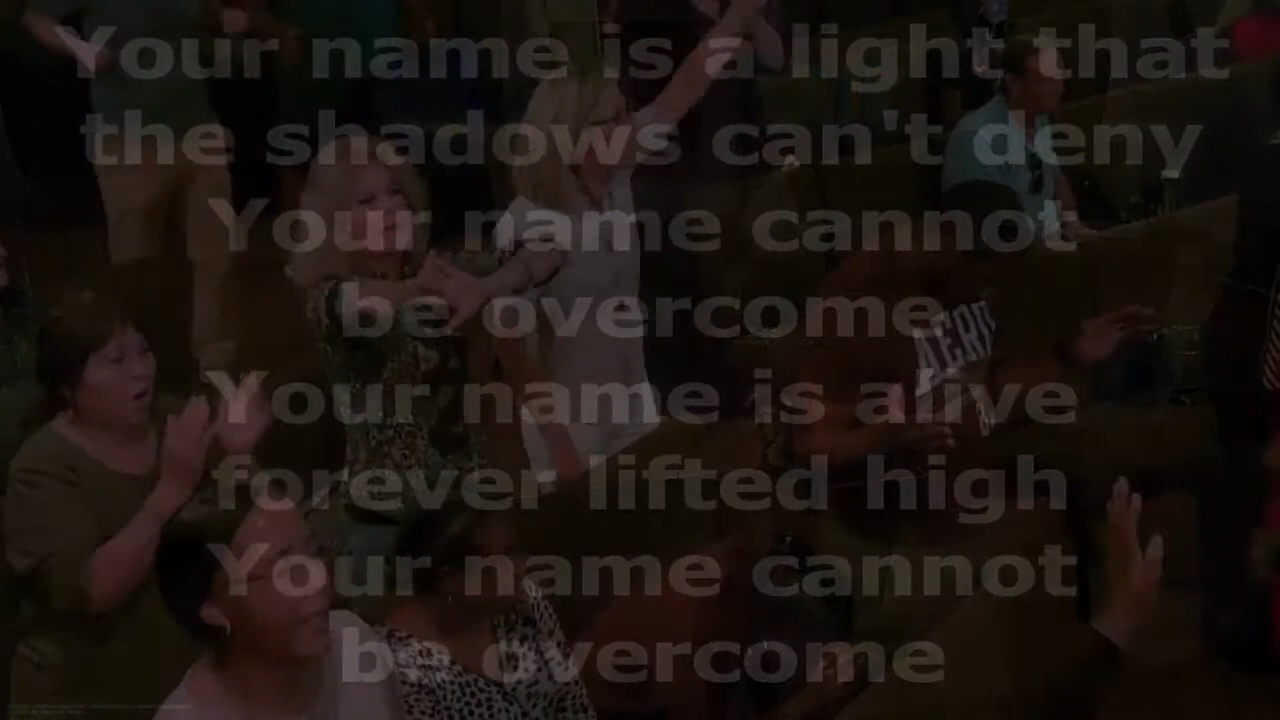 Your name is a light that
the shadows can't deny
Your name cannot
be overcome
Your name is alive
forever lifted high
Your name cannot
be overcome
AERO